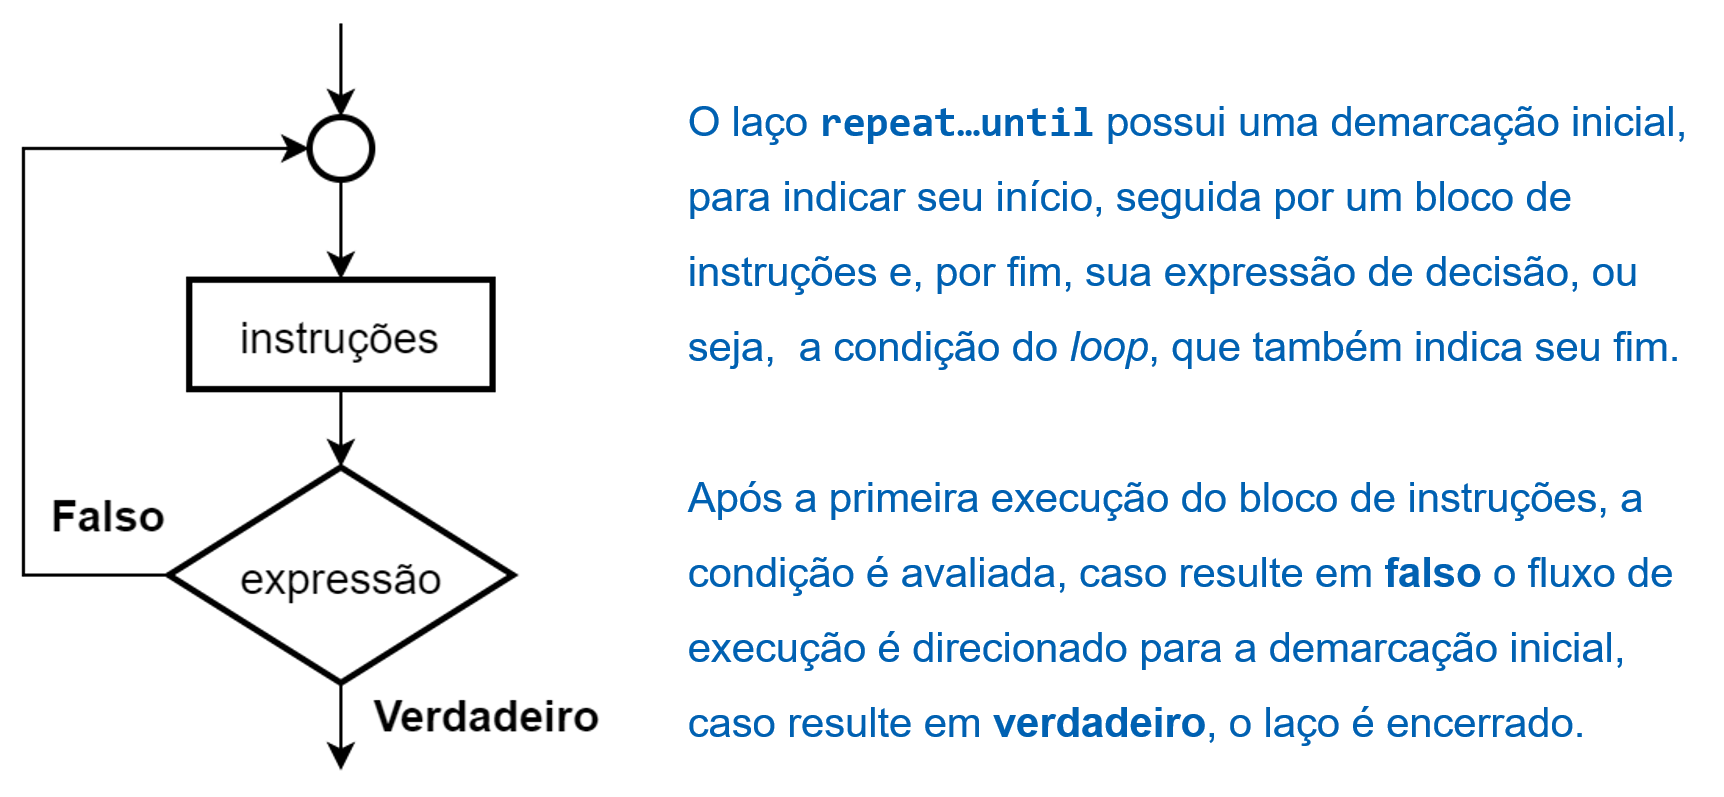 O laço repeat…until possui uma demarcação inicial,
para indicar seu início, seguida por um bloco de
instruções e, por fim, sua expressão de decisão, ou
seja,  a condição do loop, que também indica seu fim.
Após a primeira execução do bloco de instruções, a
condição é avaliada, caso resulte em falso o fluxo de
execução é direcionado para a demarcação inicial,
caso resulte em verdadeiro, o laço é encerrado.
instruções
Falso
expressão
Verdadeiro